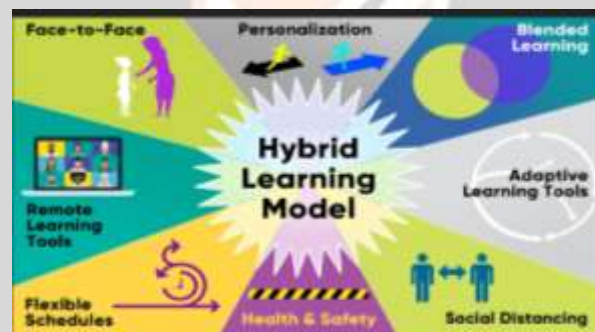 Face-to-Face
Personalization
Blended
Learning
Hybrid
Learning
Model
Remote
Learning
Tools
Adaptive
Learning Tools
Flexible
Schedules
Health & Safety
Social Distancing